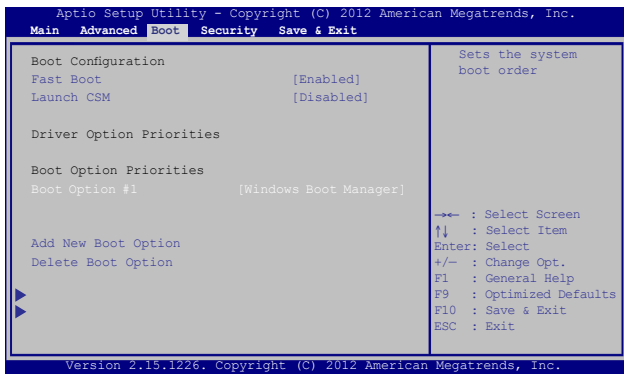 Aptio Setup Utility - Copyright (C) 2012 American Megatrends, Inc.
Main Advanced Boot Security Save & Exit
Boot Configuration
Fast Boot [Enabled]
Launch CSM [Disabled]
Driver Option Priorities
Boot Option Priorities
Boot Option #1 [Windows Boot Manager]
Add New Boot Option
Delete Boot Option
Sets the system
boot order
→← : Select Screen
↑↓ : Select Item
Enter: Select
+/— : Change Opt.
F1 : General Help
F9 : Optimized Defaults
F10 : Save & Exit
ESC : Exit
Version 2.15.1226. Copyright (C) 2012 American Megatrends, Inc.